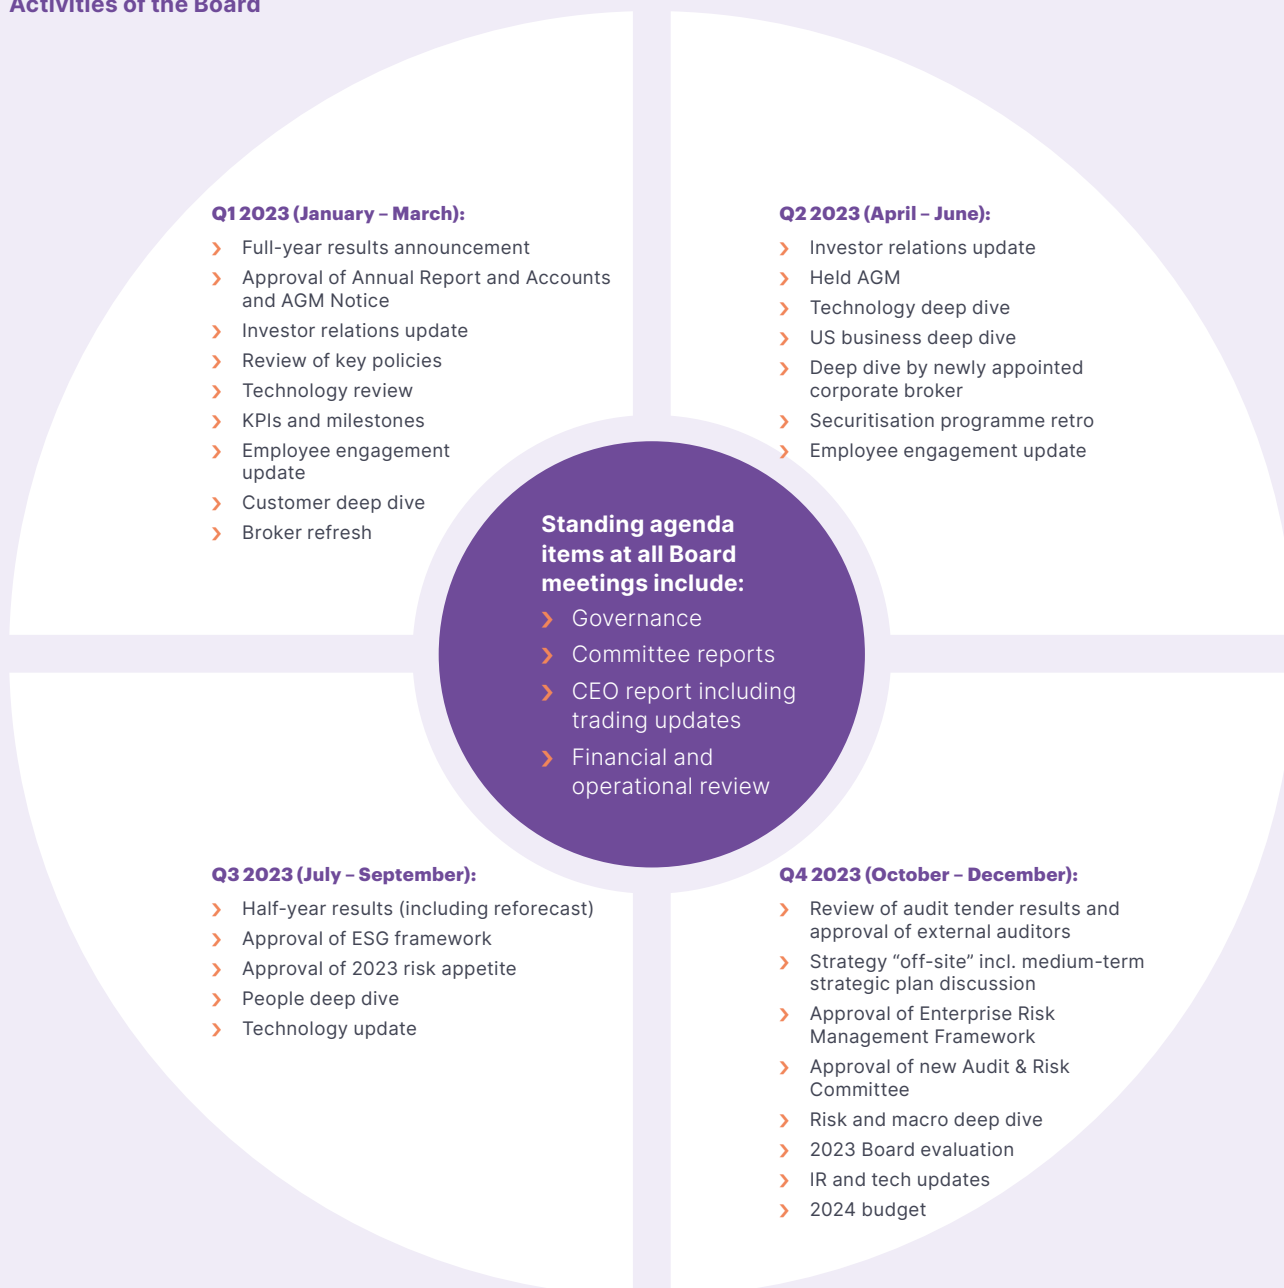 Activities of the Board
Q1 2023 (January – March):
› Full-year results announcement
› Approval of Annual Report and Accounts
and AGM Notice
› Investor relations update
› Review of key policies
› Technology review
› KPIs and milestones
› Employee engagement
update
› Customer deep dive
› Broker refresh
Q2 2023 (April – June):
› Investor relations update
› Held AGM
› Technology deep dive
› US business deep dive
› Deep dive by newly appointed
corporate broker
› Securitisation programme retro
› Employee engagement update
Standing agenda
items at all Board
meetings include:
› Governance
› Committee reports
› CEO report including
trading updates
› Financial and
operational review
Q3 2023 (July – September):
› Half-year results (including reforecast)
› Approval of ESG framework
› Approval of 2023 risk appetite
› People deep dive
› Technology update
Q4 2023 (October – December):
› Review of audit tender results and
approval of external auditors
› Strategy “off-site” incl. medium-term
strategic plan discussion
› Approval of Enterprise Risk
Management Framework
› Approval of new Audit & Risk
Committee
› Risk and macro deep dive
› 2023 Board evaluation
› IR and tech updates
› 2024 budget